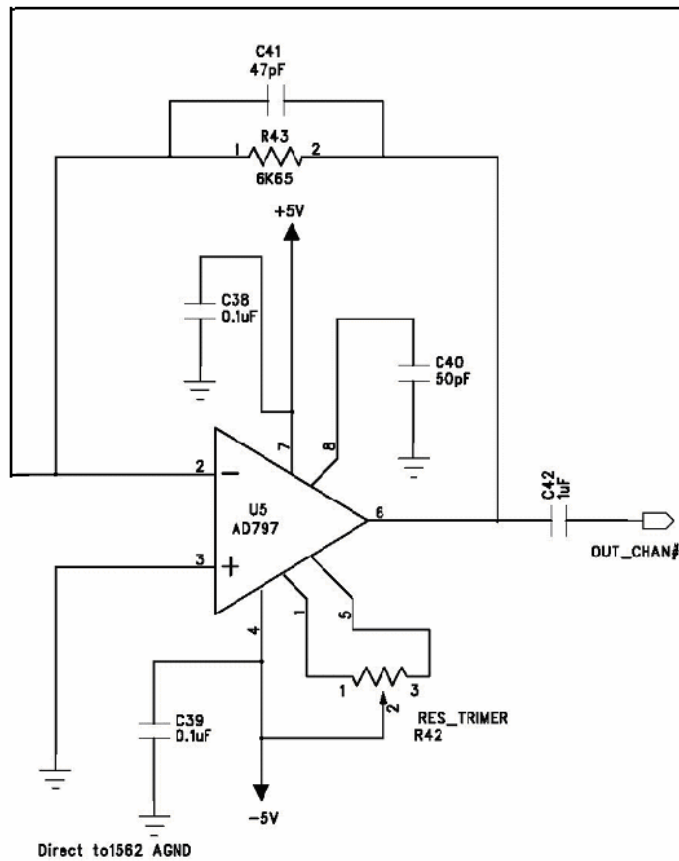 C41
47pF
R43
1 2
6K65
+5V
C38
0.1uF
C40
50pF
7
8
2
U5
AD797
6
C42
1uF
3
OUT_CHAN#
1
5
4
1 3
2
RES_TRIMER
R42
C39
0.1uF
-5V
Direct to1562 AGND